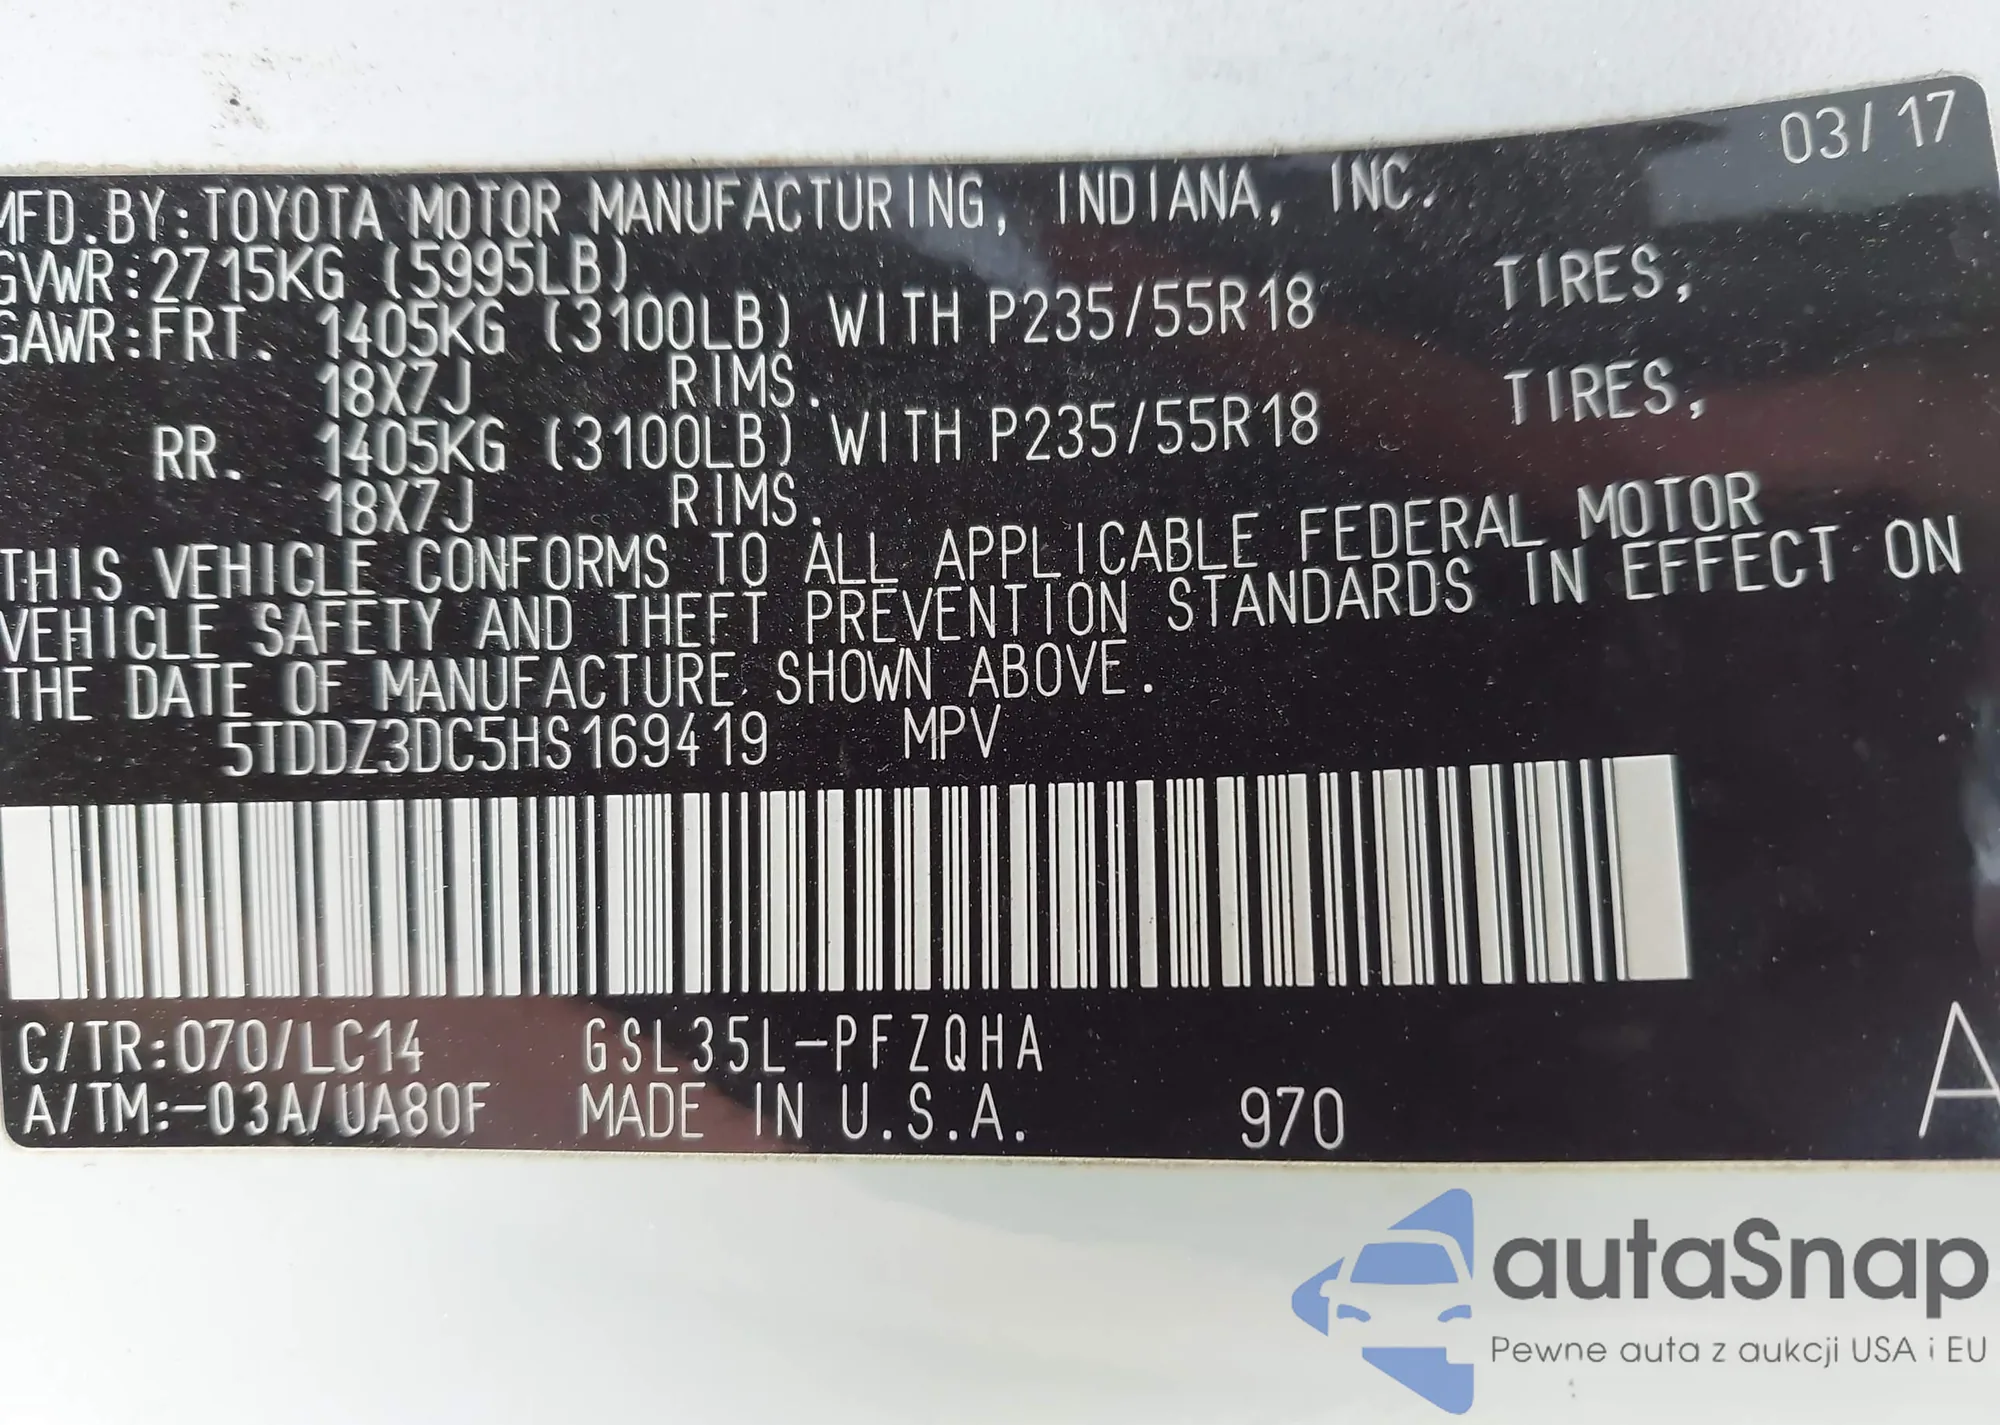 03/17
MFD.BY:TOYOTA MOTOR MANUFACTURING, INDIANA, INC.
GVWR:2715KG (5995LB)
GAWR:FRT. 1405KG (3100LB) WITH P235/55R18 TIRES,
18X7J RIMS.
RR. 1405KG (3100LB) WITH P235/55R18 TIRES,
18X7J RIMS.
THIS VEHICLE CONFORMS TO ALL APPLICABLE FEDERAL MOTOR
VEHICLE SAFETY AND THEFT PREVENTION STANDARDS IN EFFECT ON
THE DATE OF MANUFACTURE SHOWN ABOVE.
5TDDZ3DC5HS169419 MPV
C/TR:070/LC14 GSL35L-PFZQHA
A/TM:-03A/UA80F MADE IN U.S.A. 970 A
autaSnap
Pewne auta z aukcji USA i EU